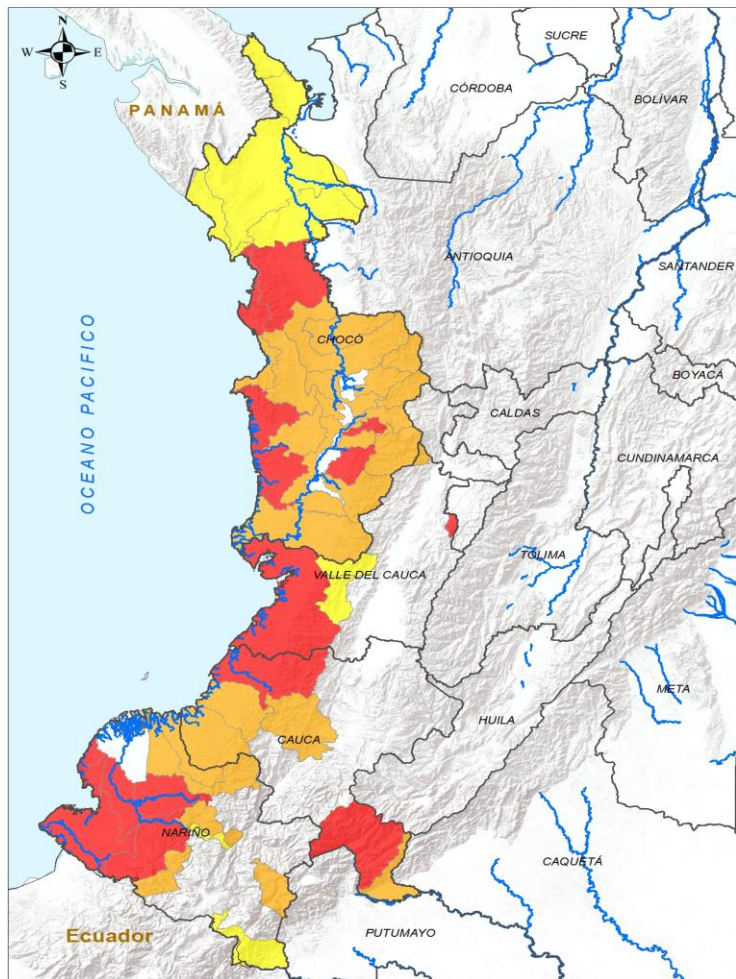 N
W E
S
SUCRE
CÓRDOBA
BOLÍVAR
PANAMÁ
ANTIOQUIA
SANTANDER
OCEANO PACIFICO
CHOCÓ
BOYACÁ
CALDAS
CUNDINAMARCA
TOLIMA
VALLE DEL CAUCA
META
HUILA
CAUCA
NARIÑO
CAQUETÁ
Ecuador
PUTUMAYO